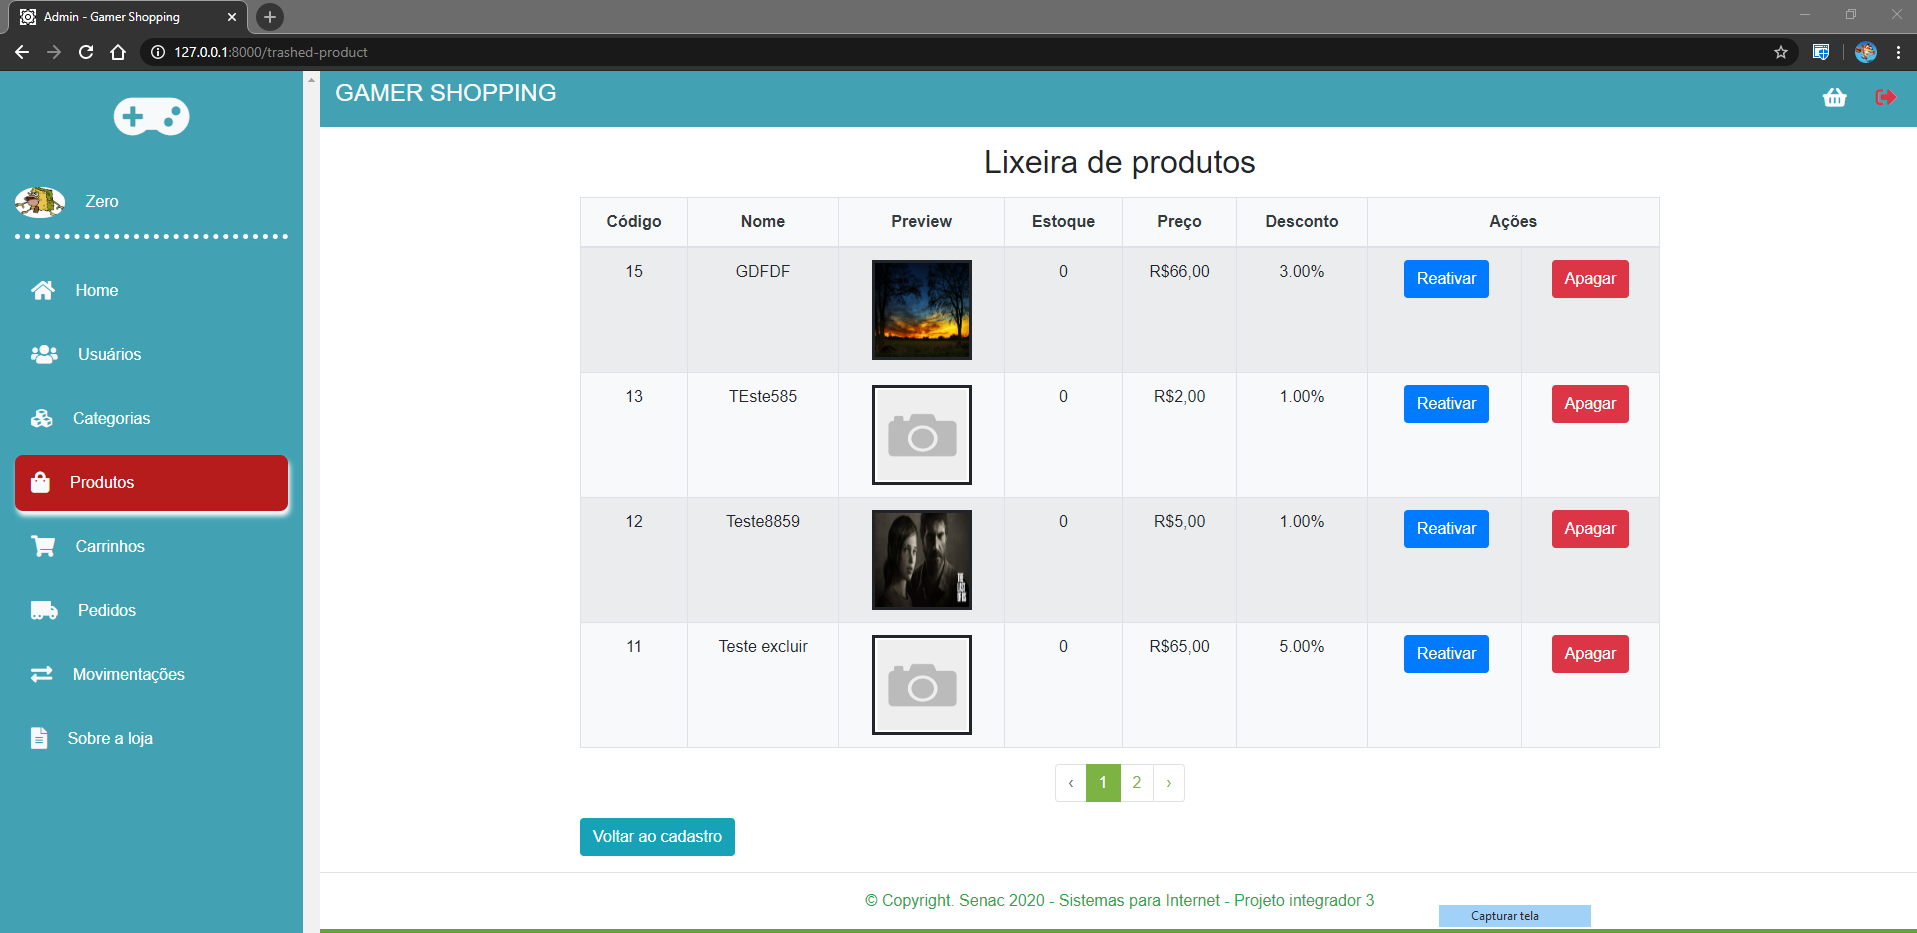 Admin - Gamer Shopping
127.0.0.1:8000/trashed-product
GAMER SHOPPING
Zero
Home
Usuários
Categorias
Produtos
Carrinhos
Pedidos
Movimentações
Sobre a loja
Lixeira de produtos
Código Nome Preview Estoque Preço Desconto Ações
15 GDFDF 0 R$66,00 3.00% Reativar Apagar
13 TEste585 0 R$2,00 1.00% Reativar Apagar
12 Teste8859 0 R$5,00 1.00% Reativar Apagar
THE
LAST
OF US
11 Teste excluir 0 R$65,00 5.00% Reativar Apagar
‹ 1 2 ›
Voltar ao cadastro
© Copyright. Senac 2020 - Sistemas para Internet - Projeto integrador 3
Capturar tela